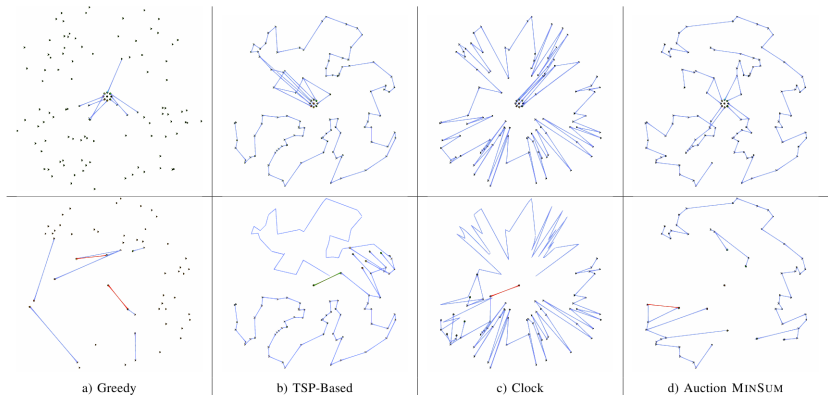 a) Greedy
b) TSP-Based
c) Clock
d) Auction MINSUM